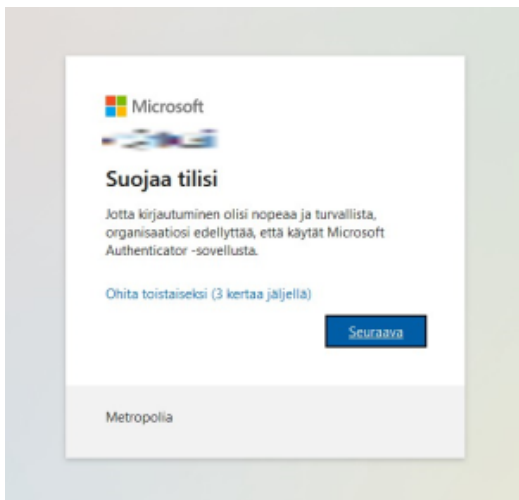 Microsoft
Suojaa tilisi
Jotta kirjautuminen olisi nopeaa ja turvallista,
organisaatiosi edellyttää, että käytät Microsoft
Authenticator -sovellusta.
Ohita toistaiseksi (3 kertaa jäljellä)
Seuraava
Metropolia